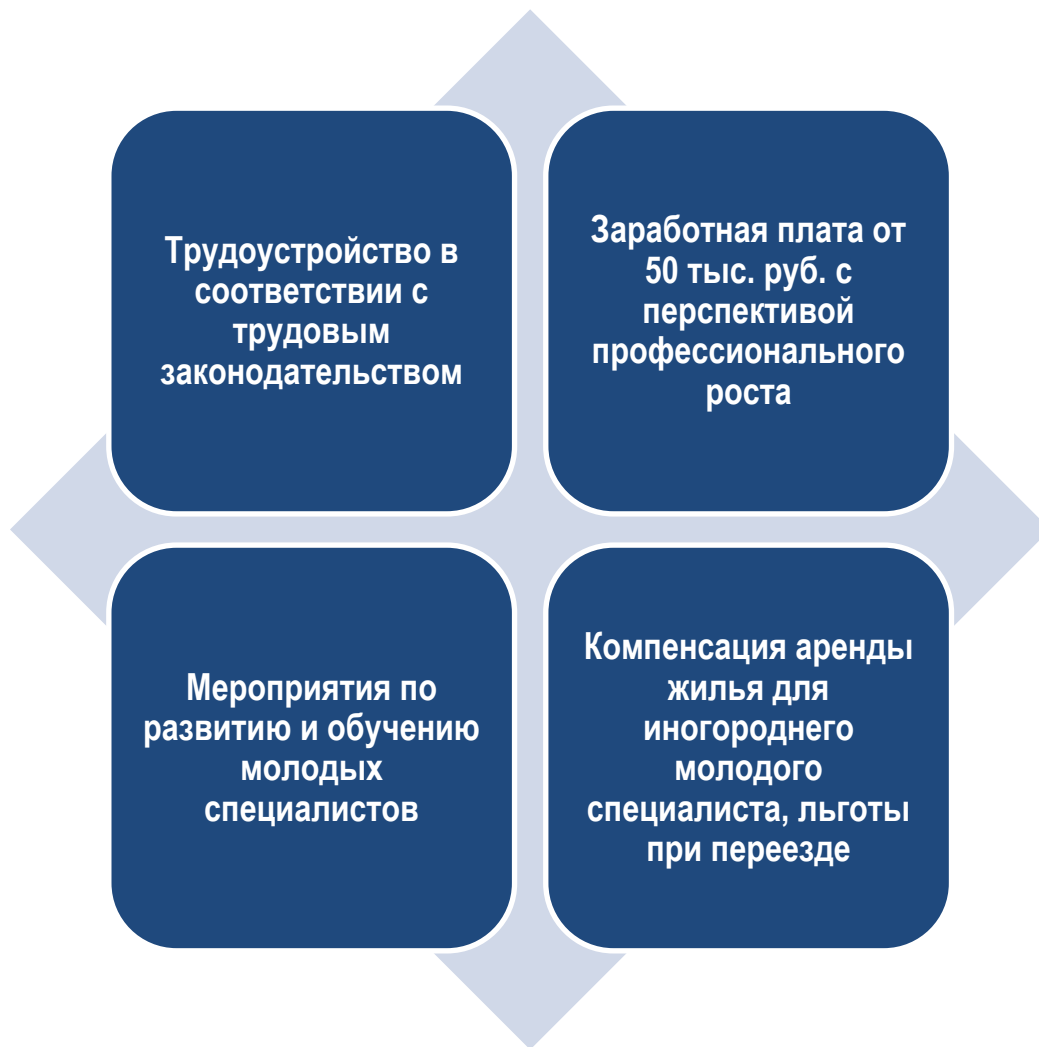 Трудоустройство в
соответствии с
трудовым
законодательством
Заработная плата от
50 тыс. руб. с
перспективой
профессионального
роста
Мероприятия по
развитию и обучению
молодых
специалистов
Компенсация аренды
жилья для
иногороднего
молодого
специалиста, льготы
при переезде